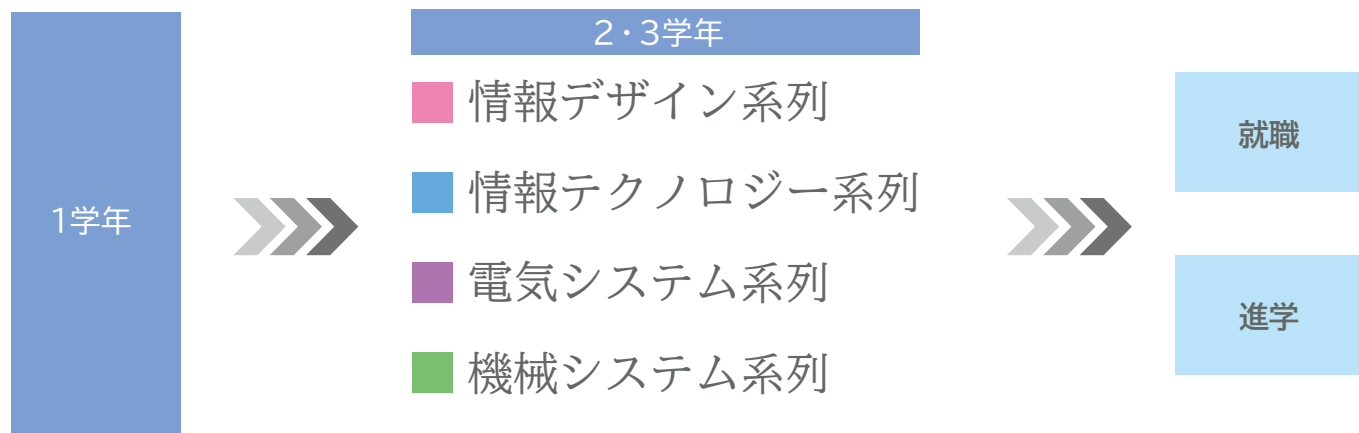 1学年
2・3学年
情報デザイン系列
情報テクノロジー系列
電気システム系列
機械システム系列
就職
進学